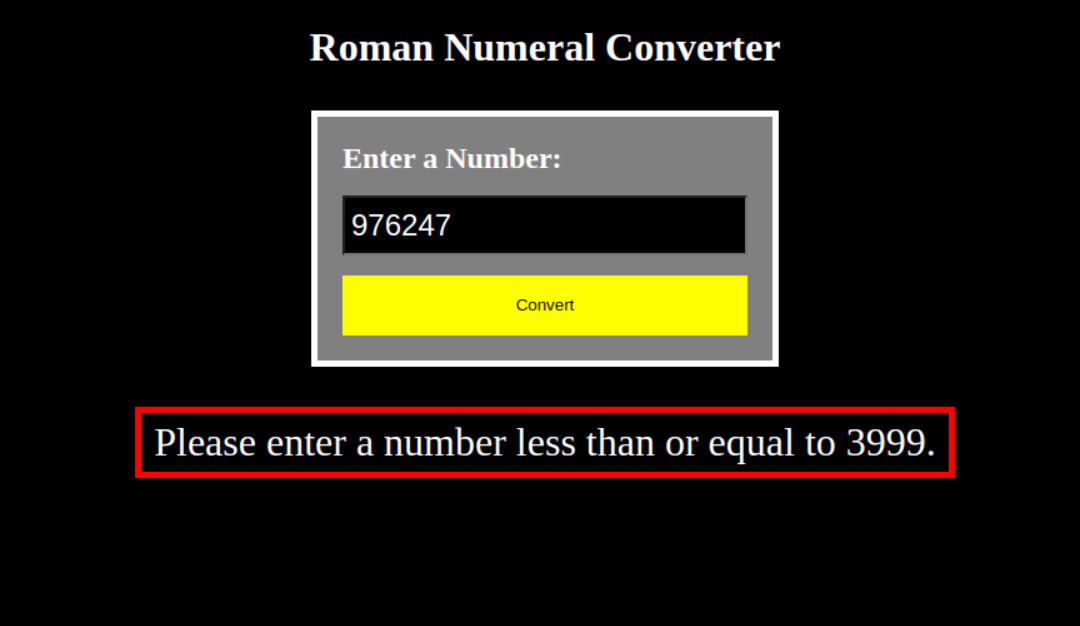 Roman Numeral Converter
Enter a Number:
976247
Convert
Please enter a number less than or equal to 3999.